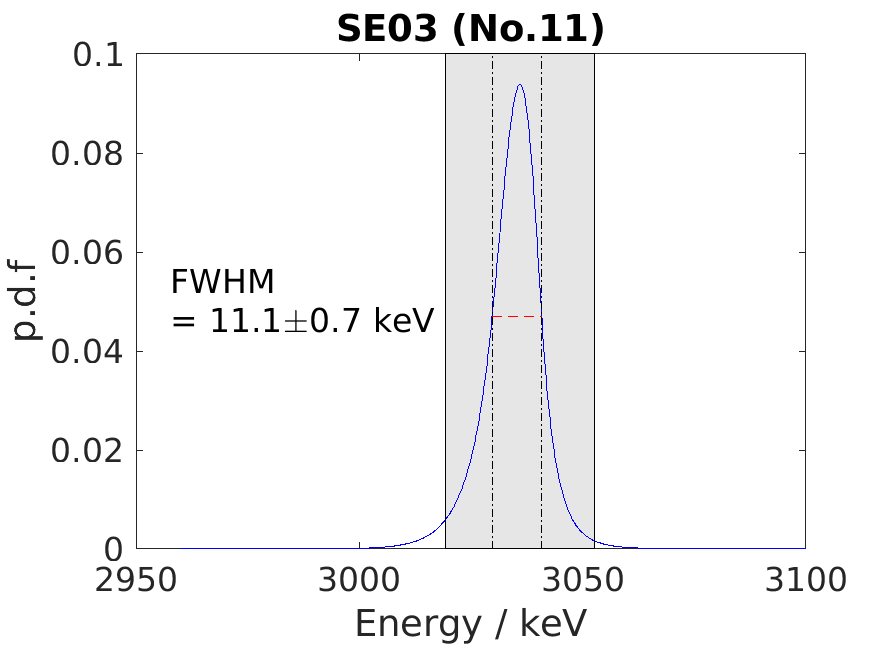 SE03 (No.11)
0.1
0.08
0.06
0.04
0.02
0
p.d.f
FWHM
= 11.1±0.7 keV
2950 3000 3050 3100
Energy / keV